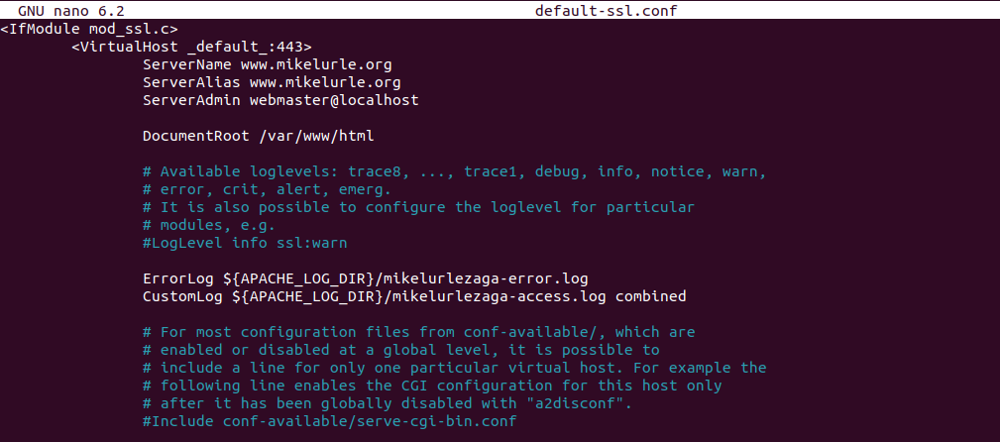 GNU nano 6.2 default-ssl.conf
<IfModule mod_ssl.c>
<VirtualHost _default_:443>
ServerName www.mikelurle.org
ServerAlias www.mikelurle.org
ServerAdmin webmaster@localhost
DocumentRoot /var/www/html
# Available loglevels: trace8, ..., trace1, debug, info, notice, warn,
# error, crit, alert, emerg.
# It is also possible to configure the loglevel for particular
# modules, e.g.
#LogLevel info ssl:warn
ErrorLog ${APACHE_LOG_DIR}/mikelurlezaga-error.log
CustomLog ${APACHE_LOG_DIR}/mikelurlezaga-access.log combined
# For most configuration files from conf-available/, which are
# enabled or disabled at a global level, it is possible to
# include a line for only one particular virtual host. For example the
# following line enables the CGI configuration for this host only
# after it has been globally disabled with "a2disconf".
#Include conf-available/serve-cgi-bin.conf